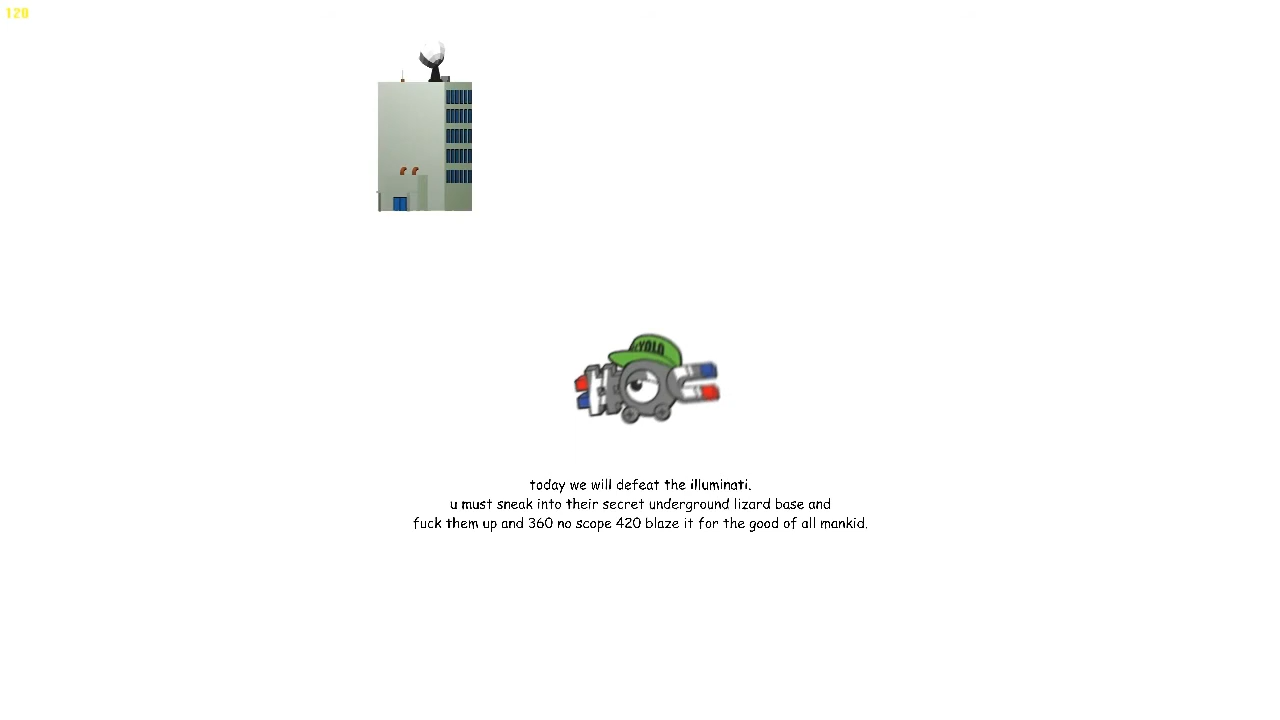 120
YOLO
today we will defeat the illuminati.
u must sneak into their secret underground lizard base and
fuck them up and 360 no scope 420 blaze it for the good of all mankid.